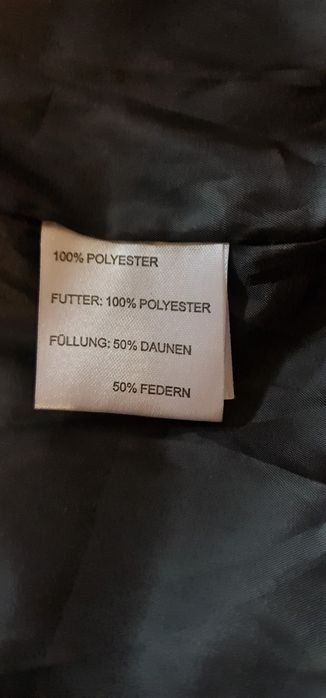 100% POLYESTER
FUTTER: 100% POLYESTER
FÜLLUNG: 50% DAUNEN
50% FEDERN